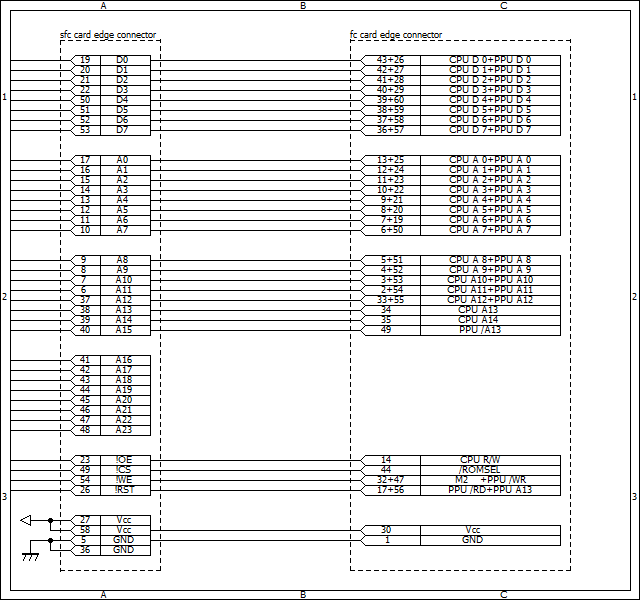 A B C
sfc card edge connector fc card edge connector
19 D0 43+26 CPU D 0+PPU D 0
20 D1 42+27 CPU D 1+PPU D 1
21 D2 41+28 CPU D 2+PPU D 2
22 D3 40+29 CPU D 3+PPU D 3
1 50 D4 39+60 CPU D 4+PPU D 4 1
51 D5 38+59 CPU D 5+PPU D 5
52 D6 37+58 CPU D 6+PPU D 6
53 D7 36+57 CPU D 7+PPU D 7
17 A0 13+25 CPU A 0+PPU A 0
16 A1 12+24 CPU A 1+PPU A 1
15 A2 11+23 CPU A 2+PPU A 2
14 A3 10+22 CPU A 3+PPU A 3
13 A4 9+21 CPU A 4+PPU A 4
12 A5 8+20 CPU A 5+PPU A 5
11 A6 7+19 CPU A 6+PPU A 6
10 A7 6+50 CPU A 7+PPU A 7
9 A8 5+51 CPU A 8+PPU A 8
8 A9 4+52 CPU A 9+PPU A 9
7 A10 3+53 CPU A10+PPU A10
6 A11 2+54 CPU A11+PPU A11
2 37 A12 33+55 CPU A12+PPU A12 2
38 A13 34 CPU A13
39 A14 35 CPU A14
40 A15 49 PPU /A13
41 A16
42 A17
43 A18
44 A19
45 A20
46 A21
47 A22
48 A23
23 !OE 14 CPU R/W
49 !CS 44 /ROMSEL
54 !WE 32+47 M2 +PPU /WR
26 !RST 17+56 PPU /RD+PPU A13
3 3
27 Vcc
58 Vcc 30 Vcc
5 GND 1 GND
36 GND
A B C